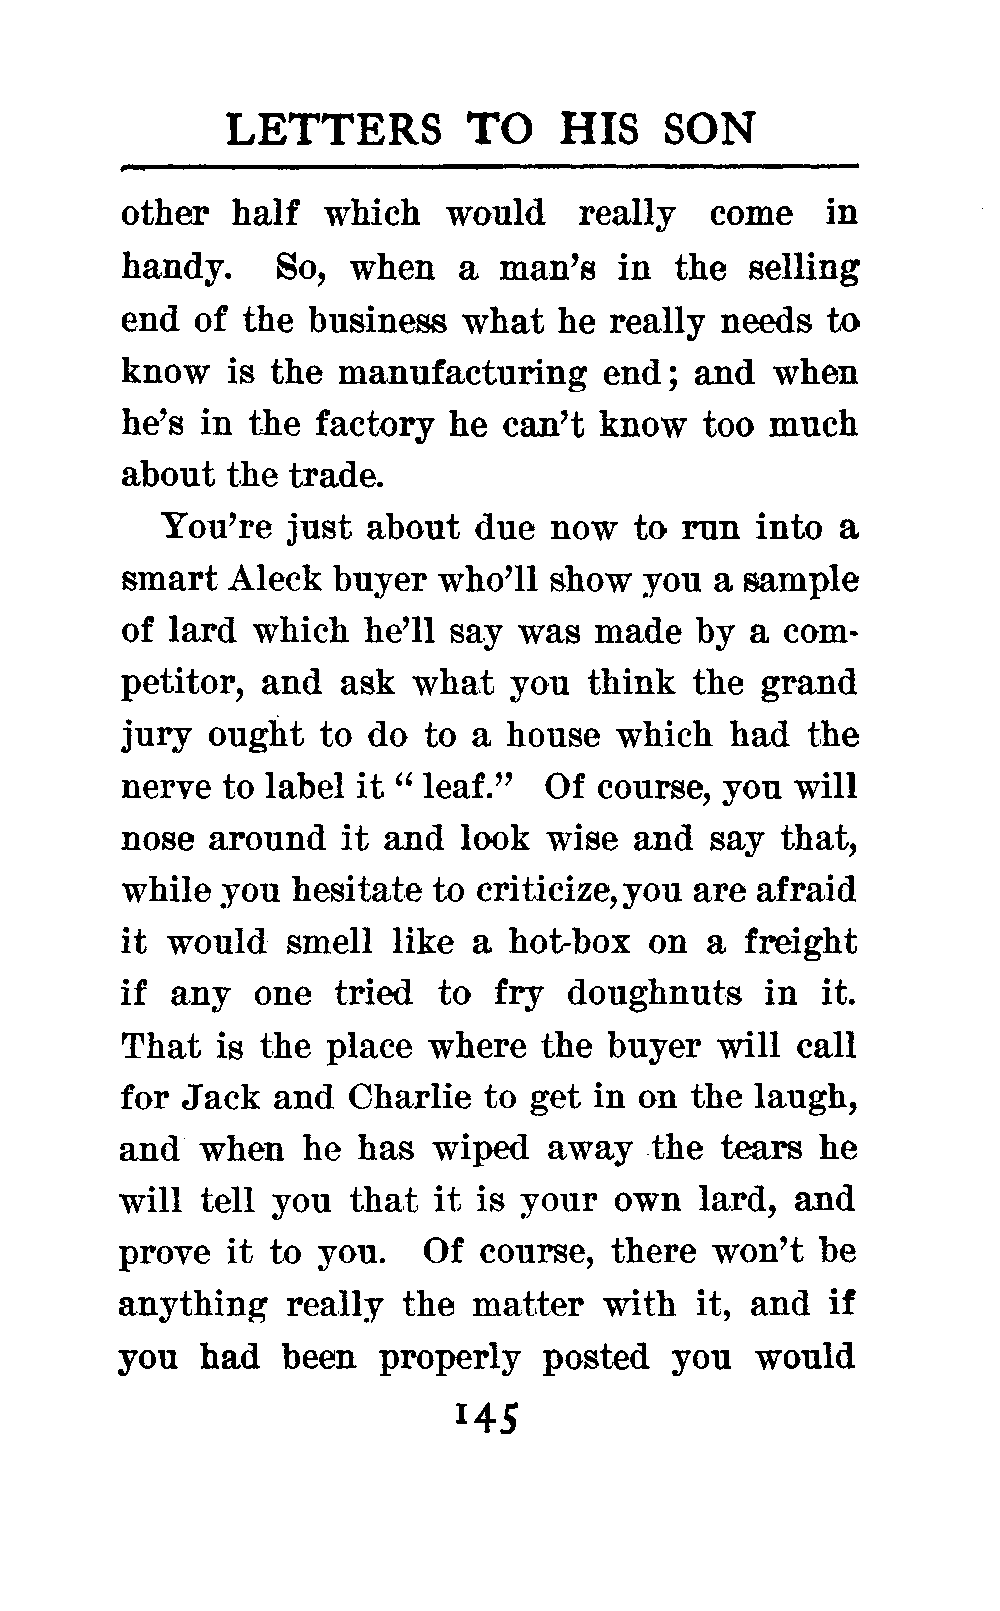 LETTERS TO HIS SON
other half which would really come in
handy. So, when a man's in the selling
end of the business what he really needs to
know is the manufacturing end; and when
he's in the factory he can't know too much
about the trade.
You're just about due now to run into a
smart Aleck buyer who'll show you a sample
of lard which he'll say was made by a com-
petitor, and ask what you think the grand
jury ought to do to a house which had the
nerve to label it “ leaf.” Of course, you will
nose around it and look wise and say that,
while you hesitate to criticize, you are afraid
it would smell like a hot-box on a freight
if any one tried to fry doughnuts in it.
That is the place where the buyer will call
for Jack and Charlie to get in on the laugh,
and when he has wiped away the tears he
will tell you that it is your own lard, and
prove it to you. Of course, there won't be
anything really the matter with it, and if
you had been properly posted you would
145